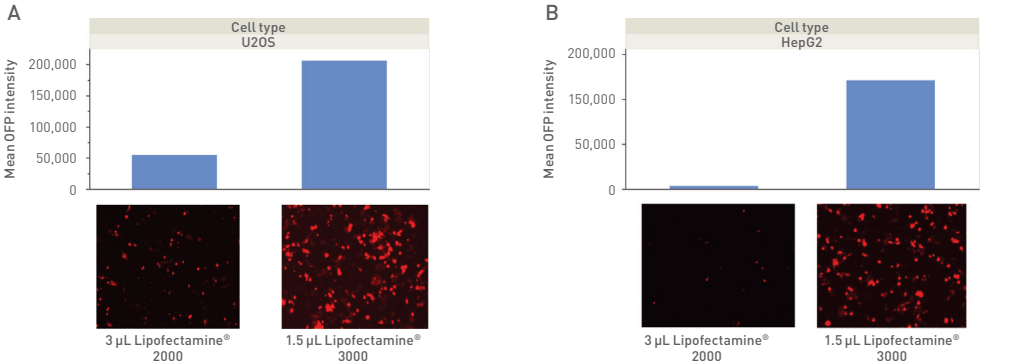 A
Cell type
U2OS
Mean OFP intensity
200,000
150,000
100,000
50,000
0
3 µL Lipofectamine®
2000
1.5 µL Lipofectamine®
3000
B
Cell type
HepG2
Mean OFP intensity
200,000
150,000
50,000
0
3 µL Lipofectamine®
2000
1.5 µL Lipofectamine®
3000